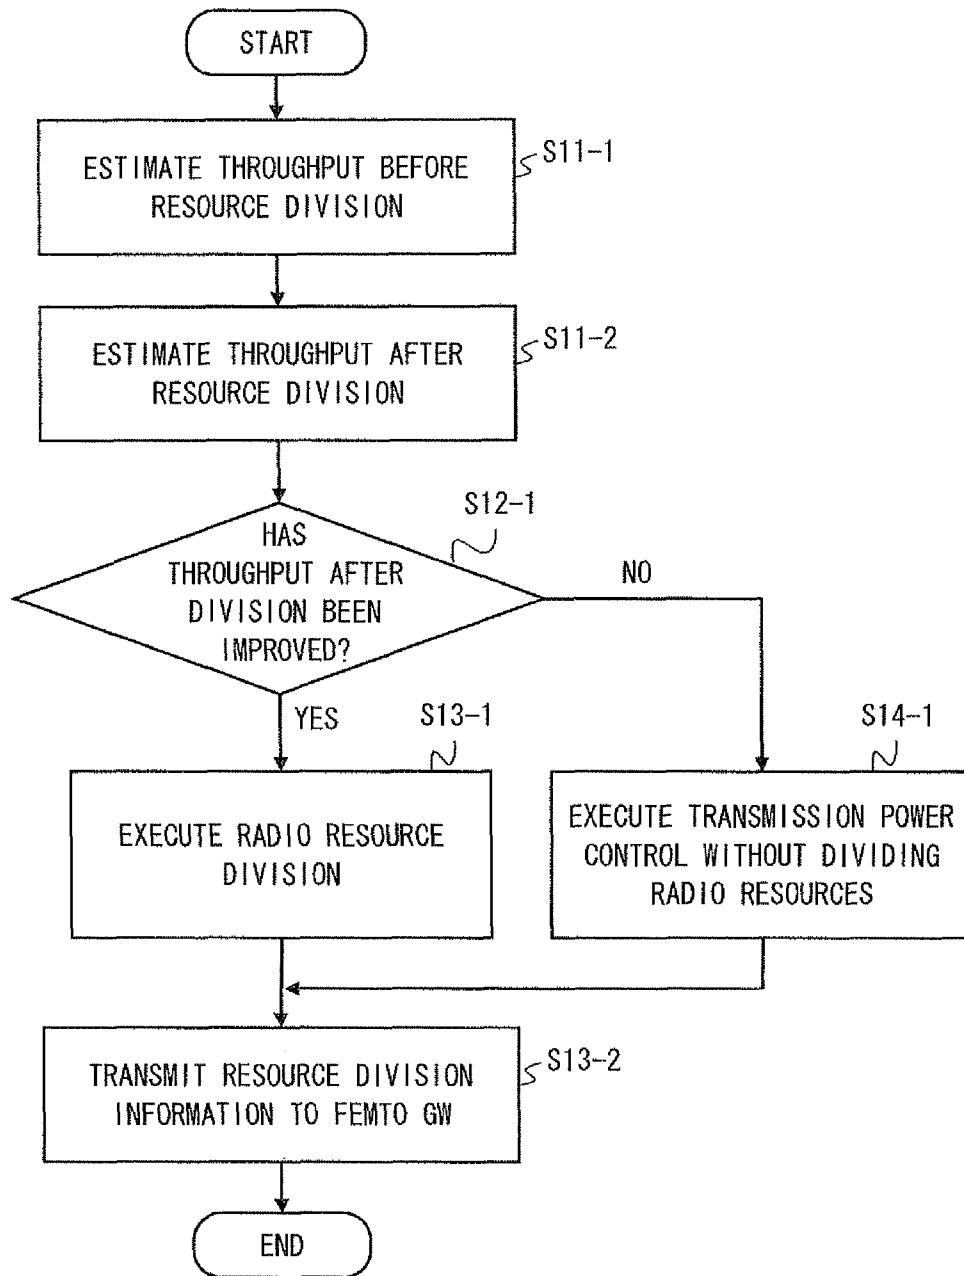 START
ESTIMATE THROUGHPUT BEFORE
RESOURCE DIVISION
S11-1
ESTIMATE THROUGHPUT AFTER
RESOURCE DIVISION
S11-2
S12-1
HAS
THROUGHPUT AFTER
DIVISION BEEN
IMPROVED?
NO
YES
S13-1
S14-1
EXECUTE RADIO RESOURCE
DIVISION
EXECUTE TRANSMISSION POWER
CONTROL WITHOUT DIVIDING
RADIO RESOURCES
TRANSMIT RESOURCE DIVISION
INFORMATION TO FEMTO GW
S13-2
END